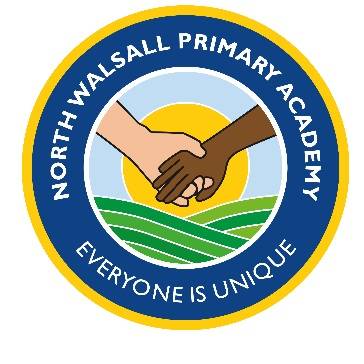 NORTH WALSALL PRIMARY ACADEMY
EVERYONE IS UNIQUE